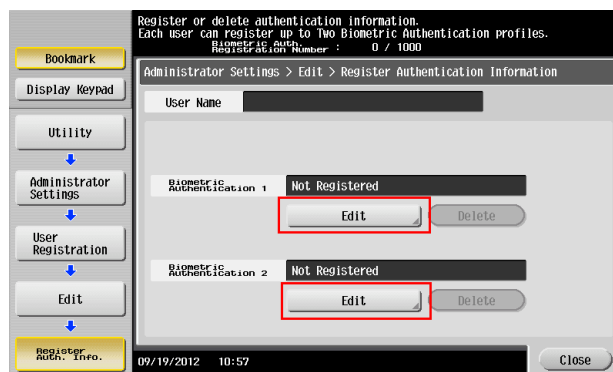 Register or delete authentication information.
Each user can register up to Two Biometric Authentication profiles.
Biometric Auth.
Registration Number : 0 / 1000
Bookmark
Display Keypad
Utility
Administrator
Settings
User
Registration
Edit
Register
Auth. Info.
Administrator Settings > Edit > Register Authentication Information
User Name
Biometric
Authentication 1
Not Registered
Edit
Delete
Biometric
Authentication 2
Not Registered
Edit
Delete
09/19/2012 10:57
Close